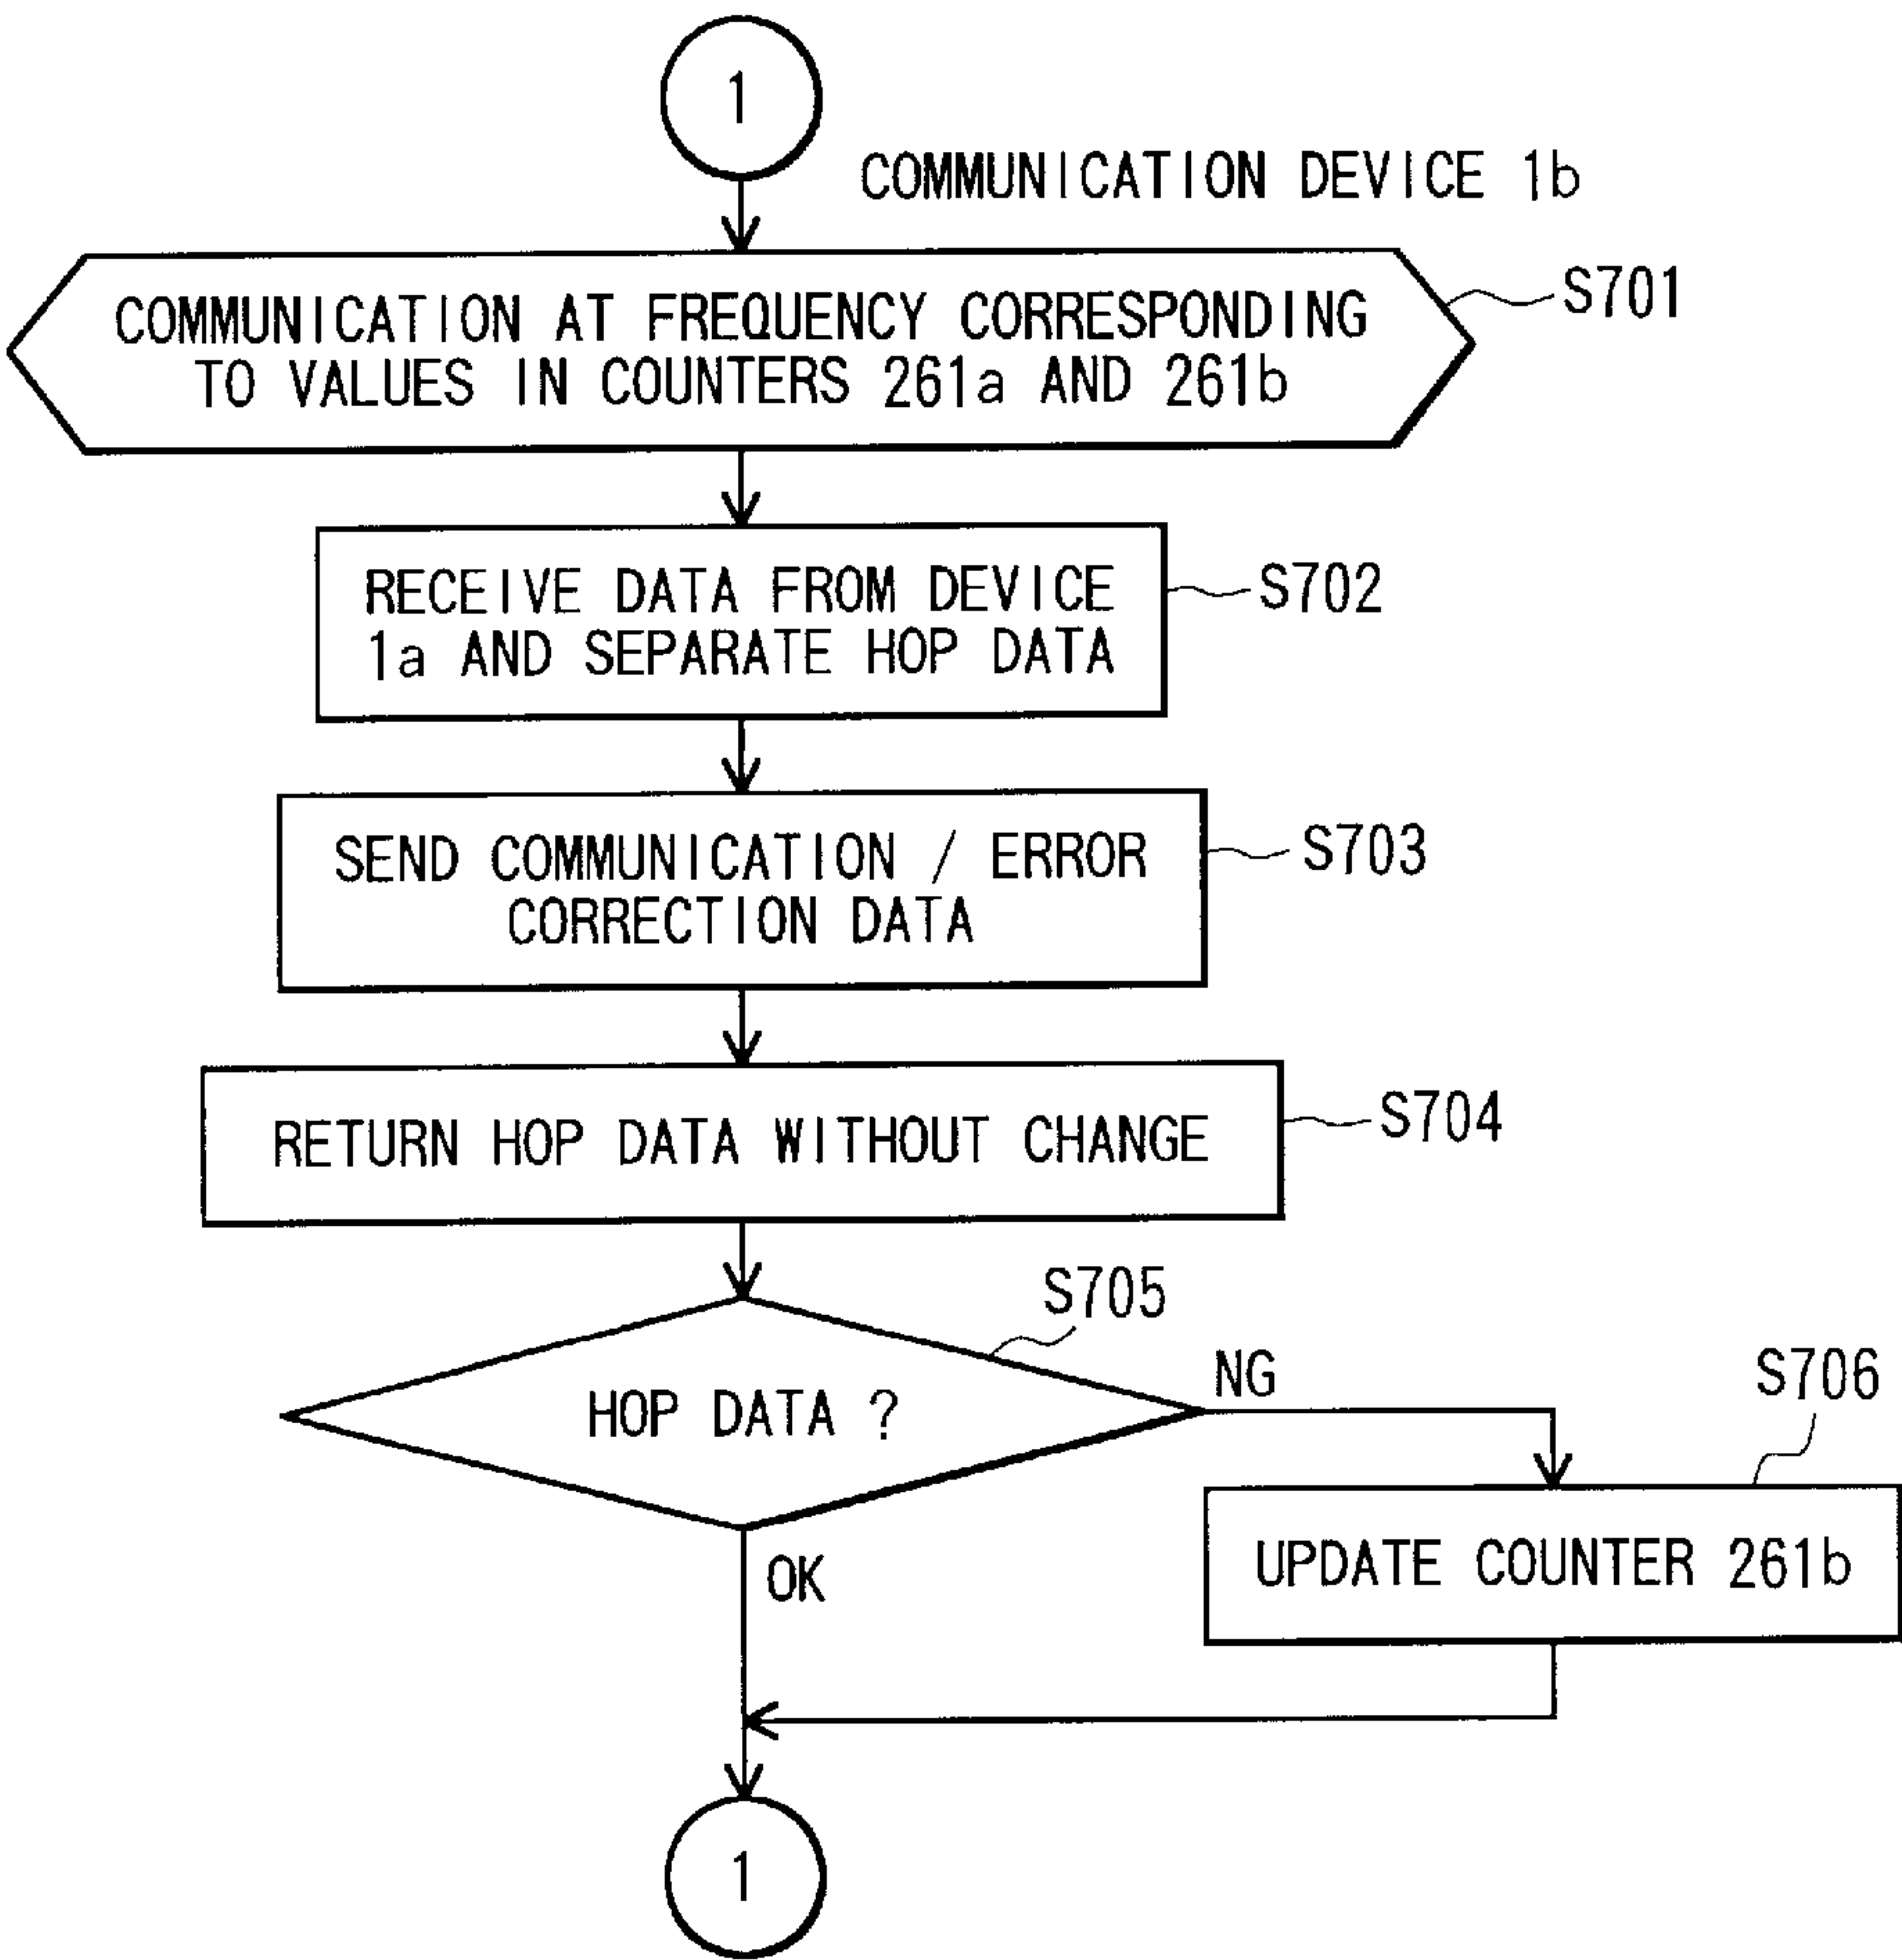 1
COMMUNICATION DEVICE 1b
COMMUNICATION AT FREQUENCY CORRESPONDING
TO VALUES IN COUNTERS 261a AND 261b
S701
RECEIVE DATA FROM DEVICE
1a AND SEPARATE HOP DATA
S702
SEND COMMUNICATION / ERROR
CORRECTION DATA
S703
RETURN HOP DATA WITHOUT CHANGE
S704
S705
HOP DATA ?
NG
S706
UPDATE COUNTER 261b
OK
1